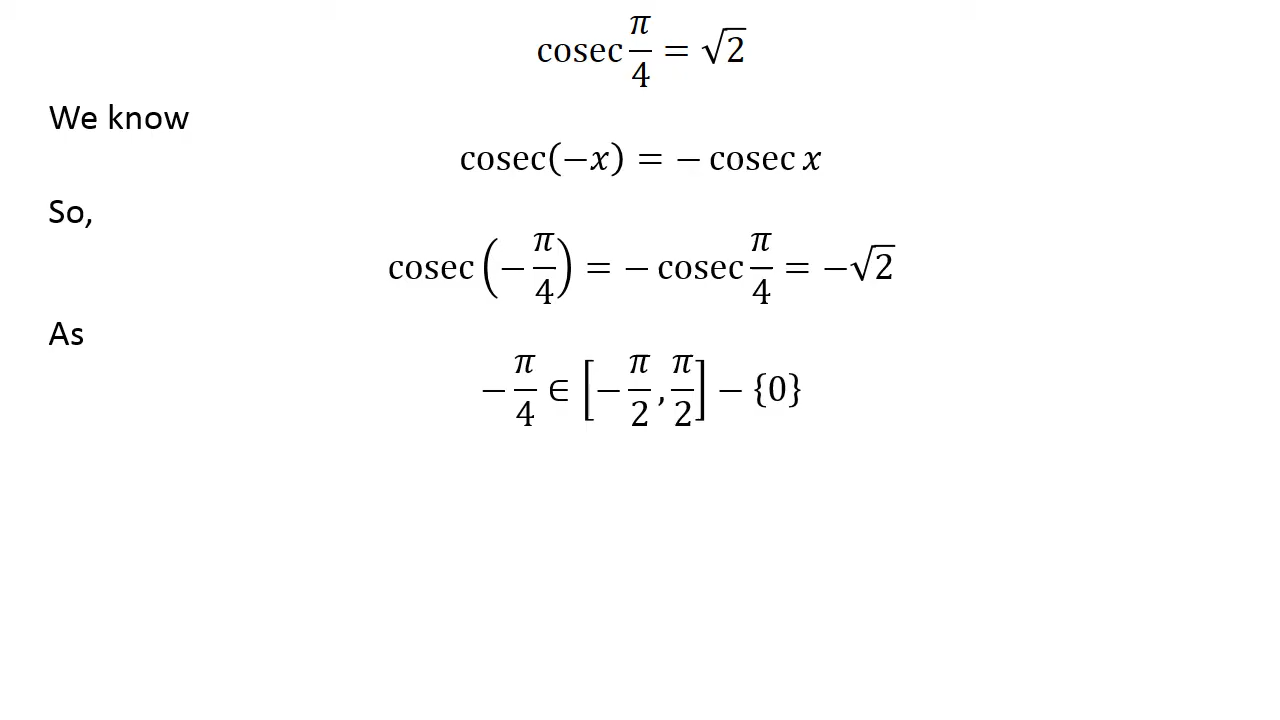 cosec π/4 = √2
We know
cosec(−x) = − cosec x
So,
cosec (−π/4) = − cosec π/4 = −√2
As
−π/4 ∈ [−π/2, π/2] − {0}